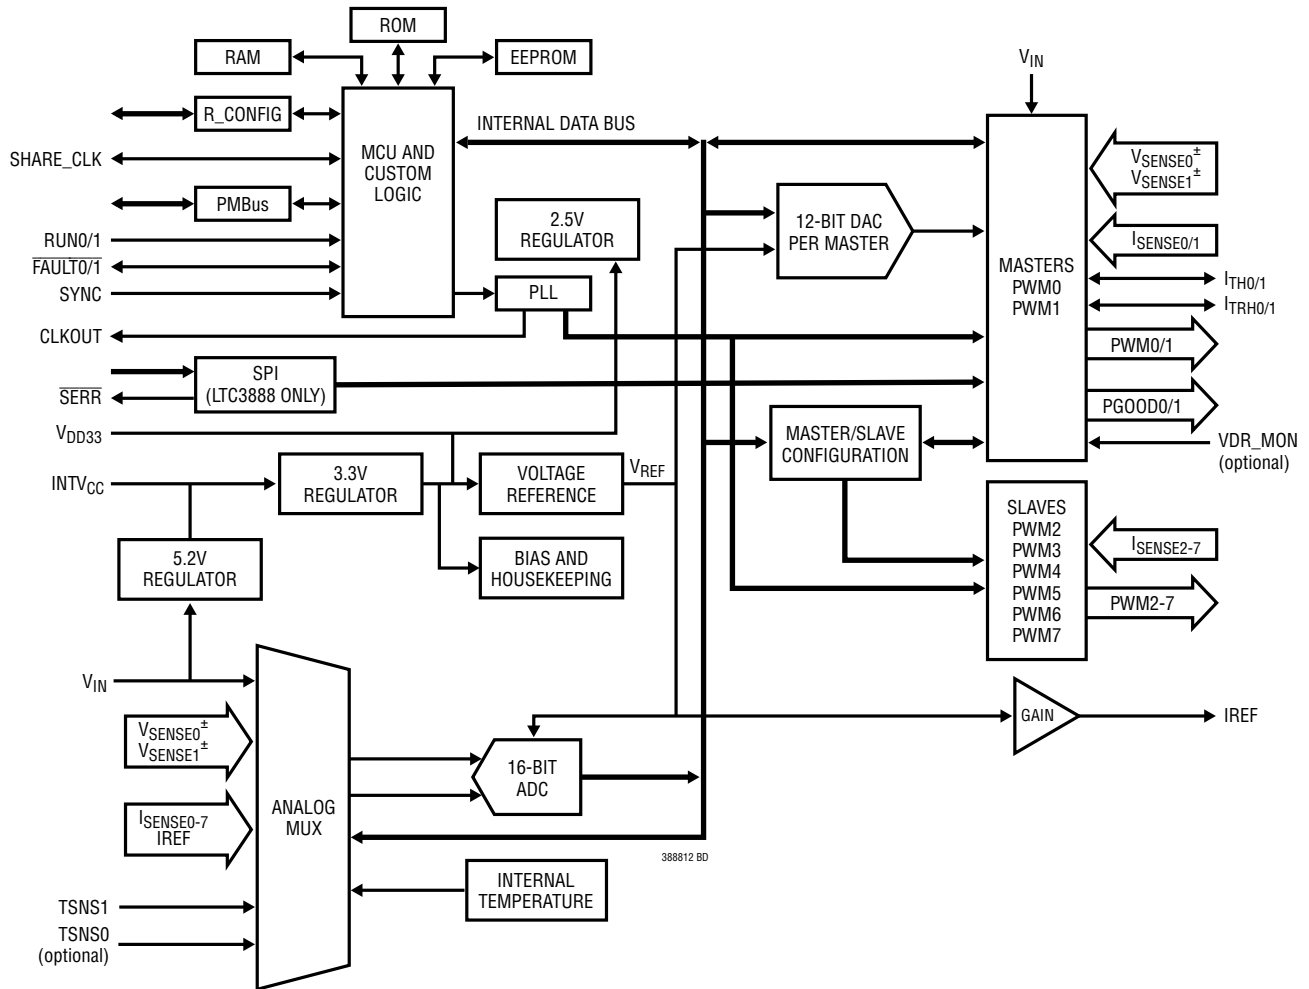 ROM
RAM
EEPROM
V_IN
R_CONFIG
INTERNAL DATA BUS
MCU AND
CUSTOM
LOGIC
SHARE_CLK
V_SENSE0^±
V_SENSE1^±
PMBus
2.5V
REGULATOR
12-BIT DAC
PER MASTER
RUN0/1
I_SENSE0/1
FAULT0/1
MASTERS
PWM0
PWM1
SYNC
PLL
I_TH0/1
I_TRH0/1
CLKOUT
PWM0/1
SPI
(LTC3888 ONLY)
SERR
PGOOD0/1
V_DD33
MASTER/SLAVE
CONFIGURATION
VDR_MON
(optional)
INTV_CC
3.3V
REGULATOR
VOLTAGE
REFERENCE
V_REF
SLAVES
PWM2
PWM3
PWM4
PWM5
PWM6
PWM7
I_SENSE2-7
5.2V
REGULATOR
BIAS AND
HOUSEKEEPING
PWM2-7
V_IN
V_SENSE0^±
V_SENSE1^±
GAIN
IREF
16-BIT
ADC
ANALOG
MUX
I_SENSE0-7
IREF
388812 BD
INTERNAL
TEMPERATURE
TSNS1
TSNS0
(optional)